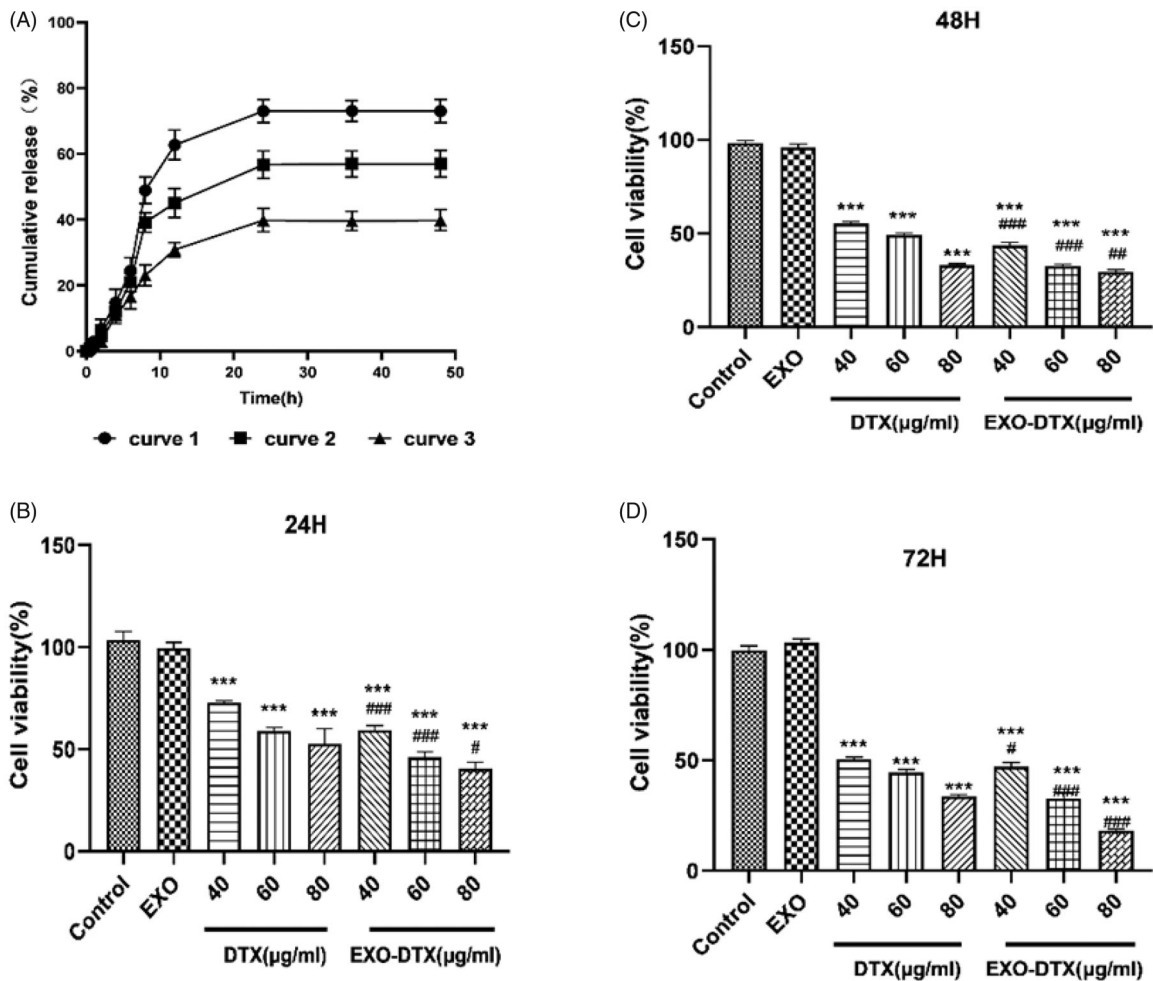 (A)
100
80
60
40
20
0
Cumulative release (%)
0 10 20 30 40 50
Time(h)
curve 1 curve 2 curve 3
(C)
48H
150
100
50
0
Cell viability(%)
***
***
***
***
###
***
###
***
##
Control EXO 40 60 80 40 60 80
DTX(μg/ml) EXO-DTX(μg/ml)
(B)
24H
150
100
50
0
Cell viability(%)
***
***
***
***
###
***
###
***
#
Control EXO 40 60 80 40 60 80
DTX(μg/ml) EXO-DTX(μg/ml)
(D)
72H
150
100
50
0
Cell viability(%)
***
***
***
***
#
***
###
***
###
Control EXO 40 60 80 40 60 80
DTX(μg/ml) EXO-DTX(μg/ml)